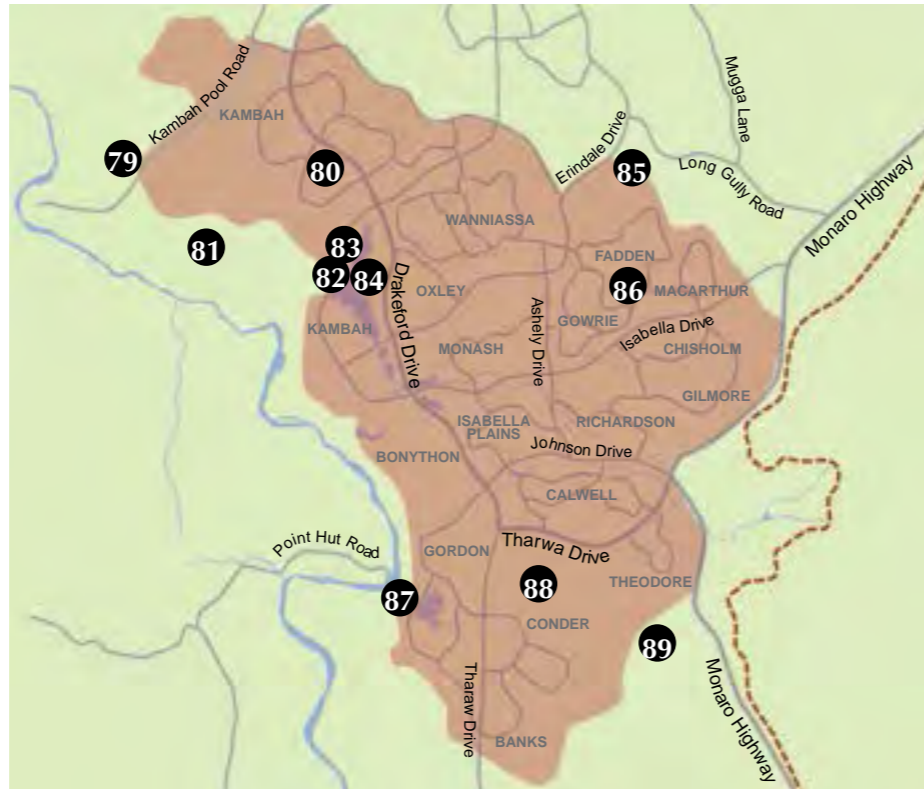 Kambah Pool Road
KAMBAH
Mugga Lane
79
80
Erindale Drive
85
Long Gully Road
WANNIASSA
Monaro Highway
81
83
82
84
FADDEN
86
MACARTHUR
OXLEY
Drakeford Drive
KAMBAH
GOWRIE
Isabella Drive
Ashely Drive
MONASH
CHISHOLM
GILMORE
ISABELLA
PLAINS
RICHARDSON
Johnson Drive
BONYTHON
CALWELL
Point Hut Road
GORDON
Tharwa Drive
88
THEODORE
87
CONDER
89
Tharaw Drive
Monaro Highway
BANKS